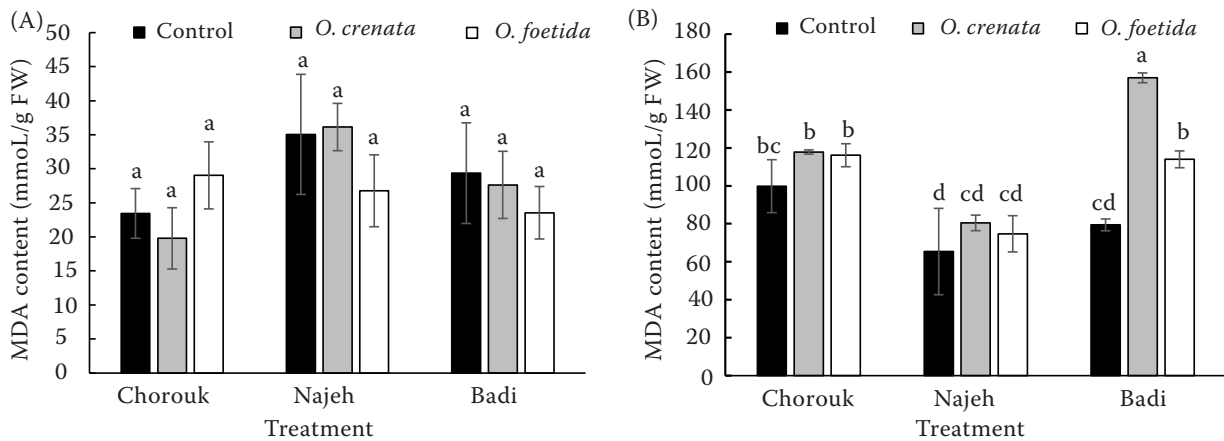 (A)
Control O. crenata O. foetida
MDA content (mmoL/g FW)
50
45
40
35
30
25
20
15
10
5
0
a a a a a a a a a
Chorouk Najeh Badi
Treatment
(B)
Control O. crenata O. foetida
MDA content (mmoL/g FW)
180
160
140
120
100
80
60
40
20
0
bc b b d cd cd cd a b
Chorouk Najeh Badi
Treatment